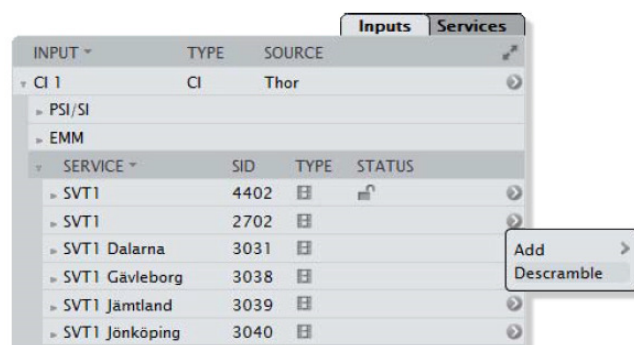 Inputs Services
INPUT TYPE SOURCE
CI 1 CI Thor
PSI/SI
EMM
SERVICE SID TYPE STATUS
SVT1 4402
SVT1 2702
SVT1 Dalarna 3031
Add
SVT1 Gävleborg 3038
Descramble
SVT1 Jämtland 3039
SVT1 Jönköping 3040